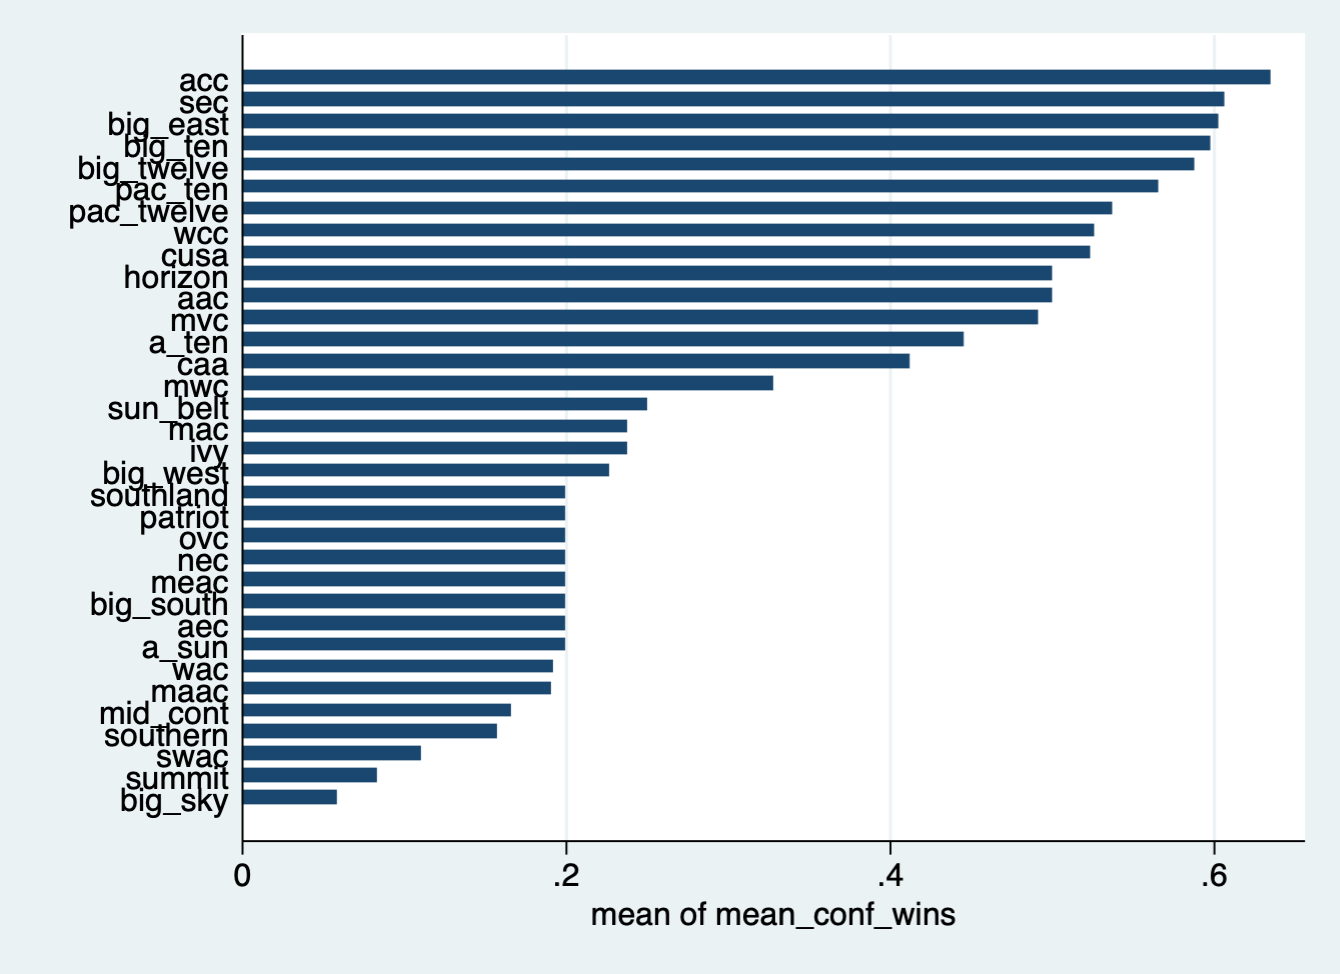 acc
sec
big_east
big_ten
big_twelve
pac_ten
pac_twelve
wcc
cusa
horizon
aac
mvc
a_ten
caa
mwc
sun_belt
mac
ivy
big_west
southland
patriot
ovc
nec
meac
big_south
aec
a_sun
wac
maac
mid_cont
southern
swac
summit
big_sky
0 .2 .4 .6
mean of mean_conf_wins